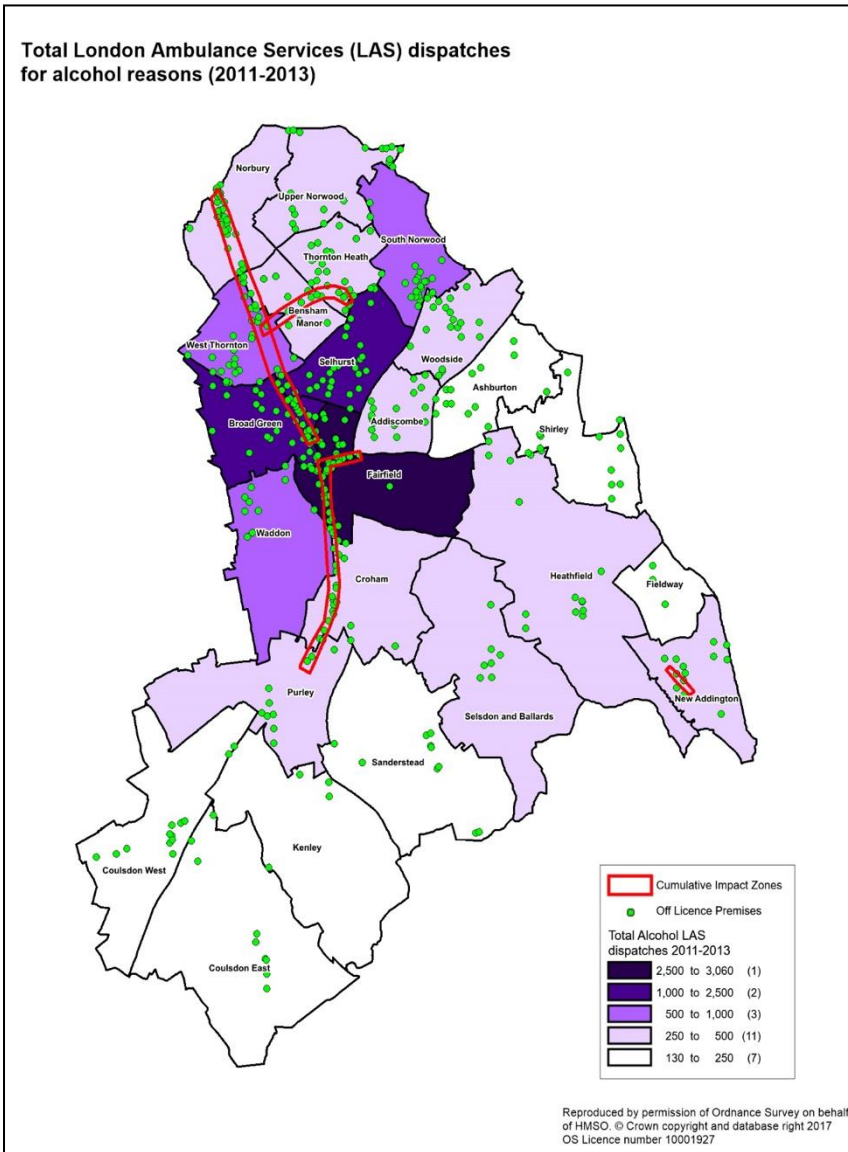 Total London Ambulance Services (LAS) dispatches
for alcohol reasons (2011-2013)
Norbury
Upper Norwood
South Norwood
Thornton Heath
Bensham
Manor
West Thornton
Selhurst
Woodside
Ashburton
Broad Green
Addiscombe
Shirley
Fairfield
Waddon
Croham
Heathfield
Fieldway
Purley
New Addington
Selsdon and Ballards
Sanderstead
Kenley
Coulsdon West
Coulsdon East
Cumulative Impact Zones
Off Licence Premises
Total Alcohol LAS
dispatches 2011-2013
2,500 to 3,060 (1)
1,000 to 2,500 (2)
500 to 1,000 (3)
250 to 500 (11)
130 to 250 (7)
Reproduced by permission of Ordnance Survey on behalf
of HMSO. © Crown copyright and database right 2017
OS Licence number 10001927